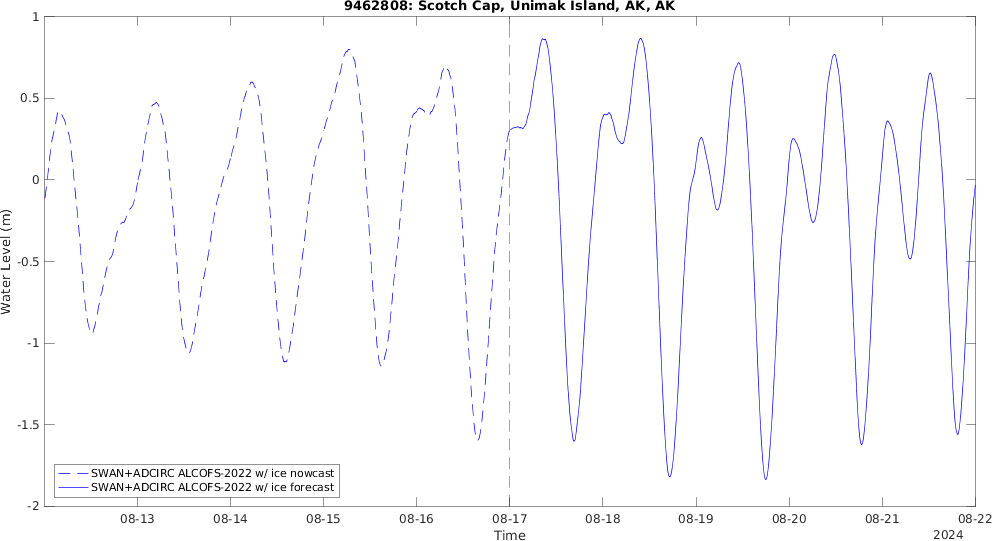 9462808: Scotch Cap, Unimak Island, AK, AK
1
0.5
0
-0.5
-1
-1.5
-2
Water Level (m)
SWAN+ADCIRC ALCOFS-2022 w/ ice nowcast
SWAN+ADCIRC ALCOFS-2022 w/ ice forecast
08-13 08-14 08-15 08-16 08-17 08-18 08-19 08-20 08-21 08-22
Time
2024